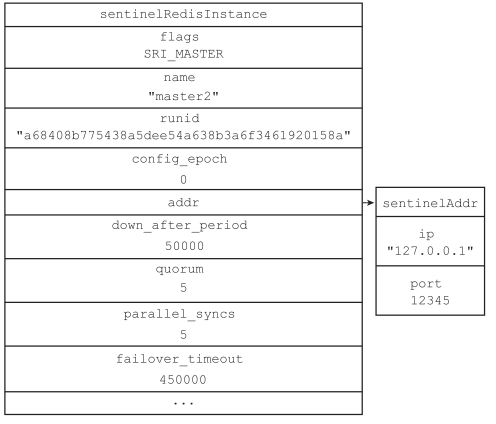 sentinelRedisInstance
flags
SRI_MASTER
name
"master2"
runid
"a68408b775438a5dee54a638b3a6f3461920158a"
config_epoch
0
addr
down_after_period
50000
quorum
5
parallel_syncs
5
failover_timeout
450000
...
sentinelAddr
ip
"127.0.0.1"
port
12345